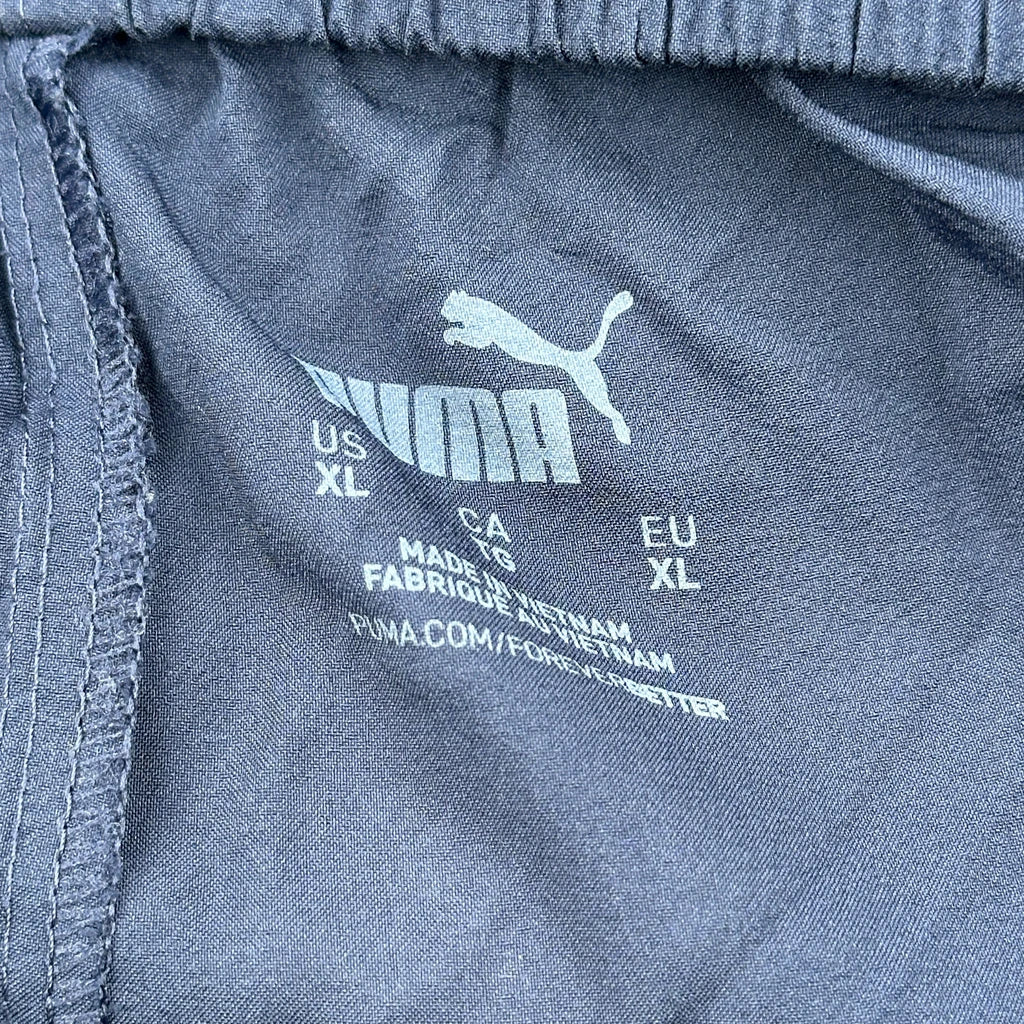 PUMA
US CA EU
XL TG XL
MADE IN VIETNAM
FABRIQUE AU VIETNAM
PUMA.COM/FOREVERBETTER